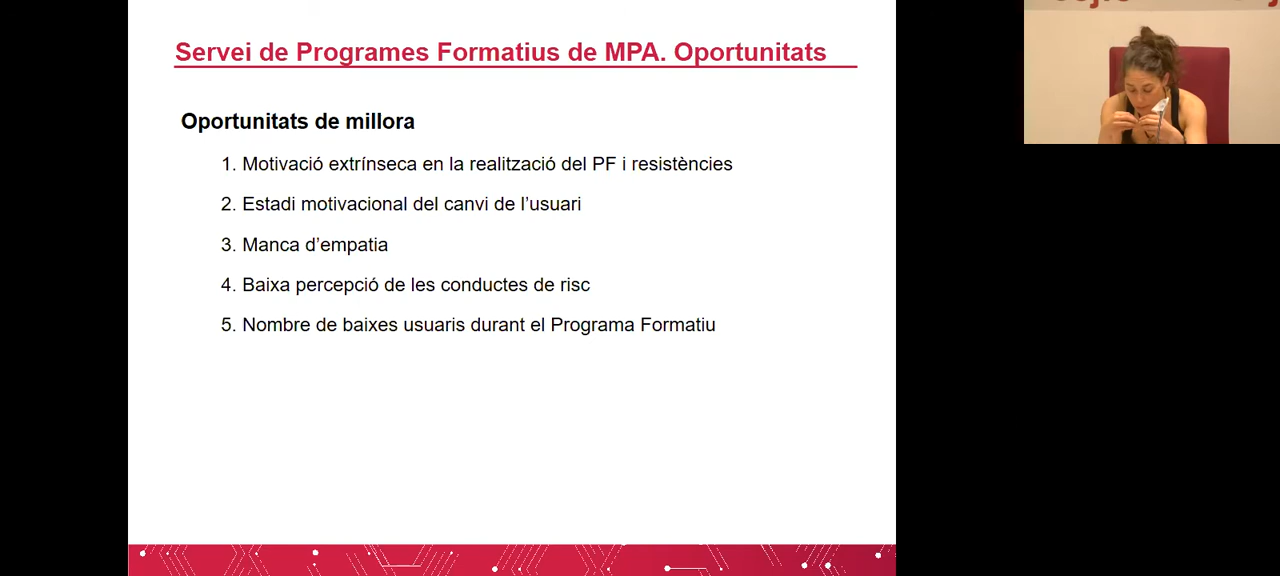 Servei de Programes Formatius de MPA. Oportunitats
Oportunitats de millora
1. Motivació extrínseca en la realització del PF i resistències
2. Estadi motivacional del canvi de l’usuari
3. Manca d’empatia
4. Baixa percepció de les conductes de risc
5. Nombre de baixes usuaris durant el Programa Formatiu